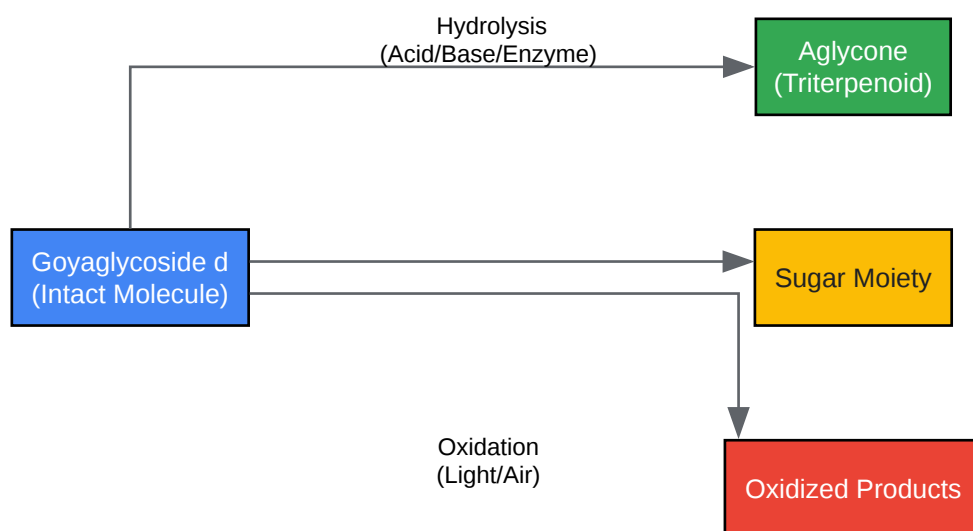 Hydrolysis
(Acid/Base/Enzyme)
Aglycone
(Triterpenoid)
Goyaglycoside d
(Intact Molecule)
Sugar Moiety
Oxidation
(Light/Air)
Oxidized Products